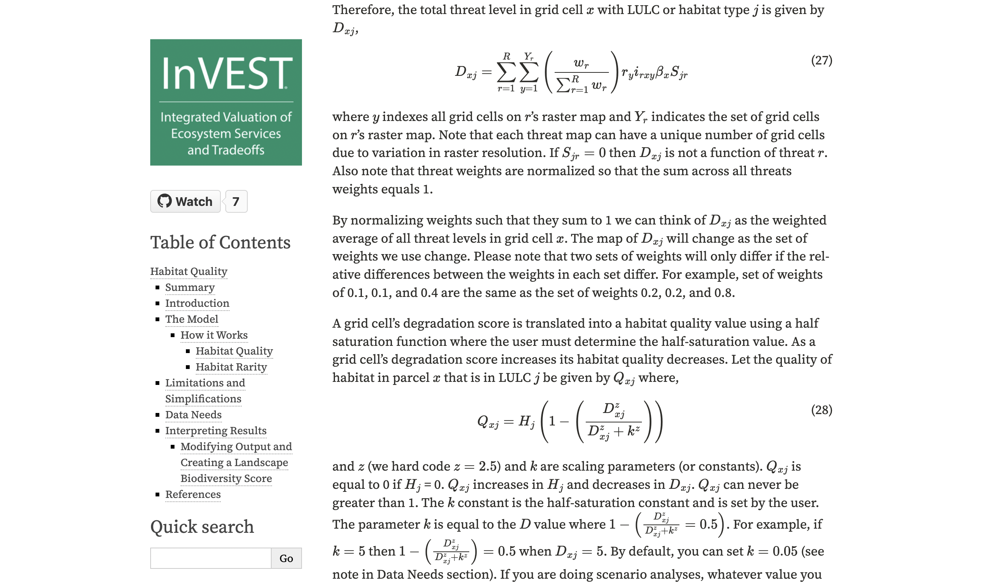 InVEST
Integrated Valuation of
Ecosystem Services
and Tradeoffs
Watch 7
Table of Contents
Habitat Quality
▪ Summary
▪ Introduction
▪ The Model
▪ How it Works
▪ Habitat Quality
▪ Habitat Rarity
▪ Limitations and
Simplifications
▪ Data Needs
▪ Interpreting Results
▪ Modifying Output and
Creating a Landscape
Biodiversity Score
▪ References
Quick search
Go
Therefore, the total threat level in grid cell x with LULC or habitat type j is given by
D_{xj},
D_{xj} = \sum_{r=1}^{R} \sum_{y=1}^{Y_r} \left( \frac{w_r}{\sum_{r=1}^{R} w_r} \right) r_y i_{rxy} β_x S_{jr} (27)
where y indexes all grid cells on r’s raster map and Y_r indicates the set of grid cells
on r’s raster map. Note that each threat map can have a unique number of grid cells
due to variation in raster resolution. If S_{jr} = 0 then D_{xj} is not a function of threat r.
Also note that threat weights are normalized so that the sum across all threats
weights equals 1.
By normalizing weights such that they sum to 1 we can think of D_{xj} as the weighted
average of all threat levels in grid cell x. The map of D_{xj} will change as the set of
weights we use change. Please note that two sets of weights will only differ if the rel-
ative differences between the weights in each set differ. For example, set of weights
of 0.1, 0.1, and 0.4 are the same as the set of weights 0.2, 0.2, and 0.8.
A grid cell’s degradation score is translated into a habitat quality value using a half
saturation function where the user must determine the half-saturation value. As a
grid cell’s degradation score increases its habitat quality decreases. Let the quality of
habitat in parcel x that is in LULC j be given by Q_{xj} where,
Q_{xj} = H_j \left( 1 − \left( \frac{D_{xj}^z}{D_{xj}^z + k^z} \right) \right) (28)
and z (we hard code z = 2.5) and k are scaling parameters (or constants). Q_{xj} is
equal to 0 if H_j = 0. Q_{xj} increases in H_j and decreases in D_{xj}. Q_{xj} can never be
greater than 1. The k constant is the half-saturation constant and is set by the user.
The parameter k is equal to the D value where 1 − \left( \frac{D_{xj}^z}{D_{xj}^z + k^z} = 0.5 \right). For example, if
k = 5 then 1 − \left( \frac{D_{xj}^z}{D_{xj}^z + k^z} \right) = 0.5 when D_{xj} = 5. By default, you can set k = 0.05 (see
note in Data Needs section). If you are doing scenario analyses, whatever value you